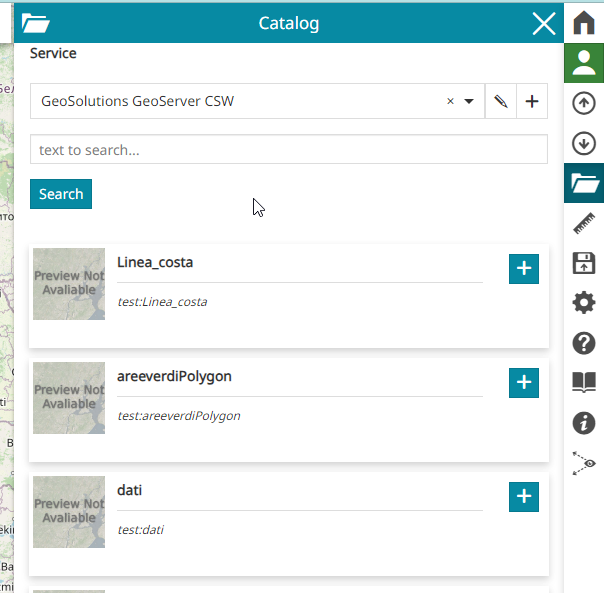 Catalog
Service
GeoSolutions GeoServer CSW
text to search...
Search
Preview Not
Avaliable
Linea_costa
test:Linea_costa
Preview Not
Avaliable
areeverdiPolygon
test:areeverdiPolygon
Preview Not
Avaliable
dati
test:dati